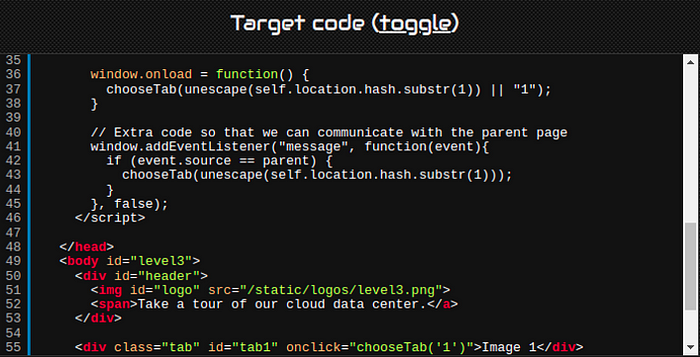 Target code (toggle)
35
36 window.onload = function() {
37 chooseTab(unescape(self.location.hash.substr(1)) || "1");
38 }
39
40 // Extra code so that we can communicate with the parent page
41 window.addEventListener("message", function(event){
42 if (event.source == parent) {
43 chooseTab(unescape(self.location.hash.substr(1)));
44 }
45 }, false);
46 </script>
47
48 </head>
49 <body id="level3">
50 <div id="header">
51 <img id="logo" src="/static/logos/level3.png">
52 <span>Take a tour of our cloud data center.</a>
53 </div>
54
55 <div class="tab" id="tab1" onclick="chooseTab('1')">Image 1</div>